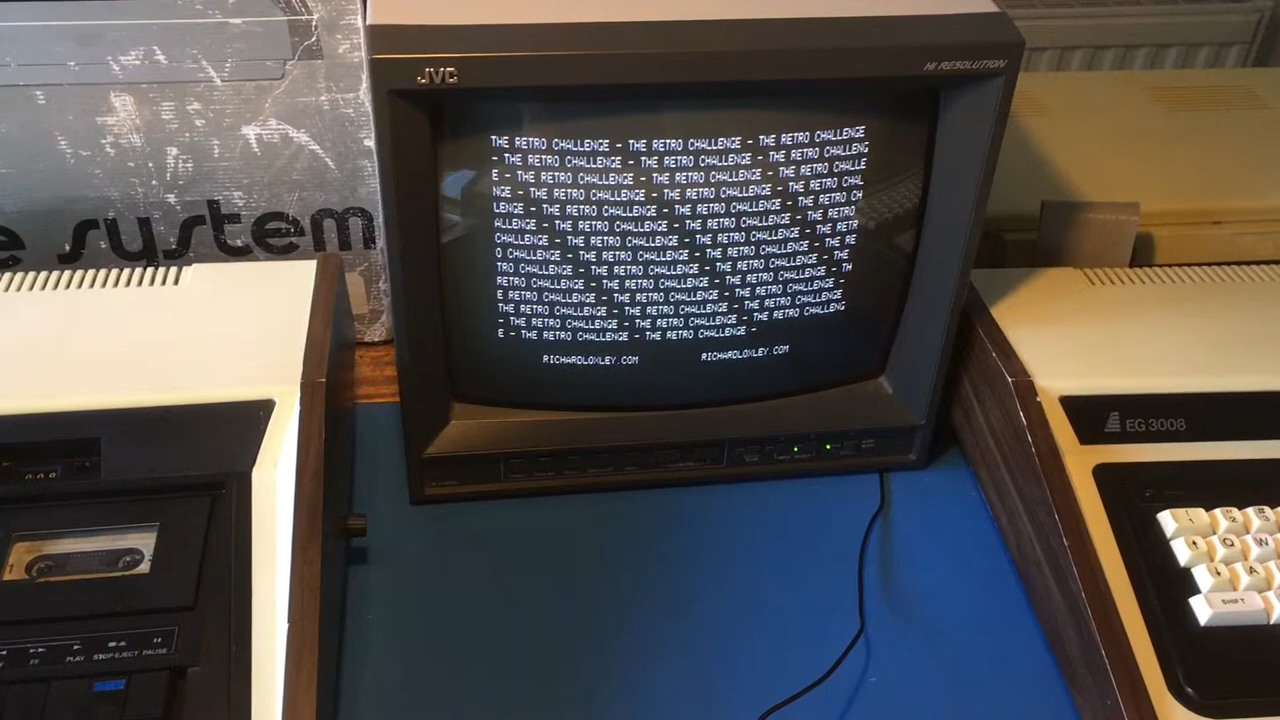 e system
JVC
HI RESOLUTION
THE RETRO CHALLENGE - THE RETRO CHALLENGE - THE RETRO CHALLENGE
- THE RETRO CHALLENGE - THE RETRO CHALLENGE - THE RETRO CHALLENG
E - THE RETRO CHALLENGE - THE RETRO CHALLENGE - THE RETRO CHALLE
NGE - THE RETRO CHALLENGE - THE RETRO CHALLENGE - THE RETRO CHAL
LENGE - THE RETRO CHALLENGE - THE RETRO CHALLENGE - THE RETRO CH
ALLENGE - THE RETRO CHALLENGE - THE RETRO CHALLENGE - THE RETRO
CHALLENGE - THE RETRO CHALLENGE - THE RETRO CHALLENGE - THE RETR
O CHALLENGE - THE RETRO CHALLENGE - THE RETRO CHALLENGE - THE RE
TRO CHALLENGE - THE RETRO CHALLENGE - THE RETRO CHALLENGE - THE
RETRO CHALLENGE - THE RETRO CHALLENGE - THE RETRO CHALLENGE - TH
E RETRO CHALLENGE - THE RETRO CHALLENGE - THE RETRO CHALLENGE -
THE RETRO CHALLENGE - THE RETRO CHALLENGE - THE RETRO CHALLENGE
- THE RETRO CHALLENGE - THE RETRO CHALLENGE - THE RETRO CHALLENG
E - THE RETRO CHALLENGE - THE RETRO CHALLENGE -
RICHARDLOXLEY.COM RICHARDLOXLEY.COM
EG 3008
1
FF PLAY STOP·EJECT PAUSE
Q W
A
SHIFT